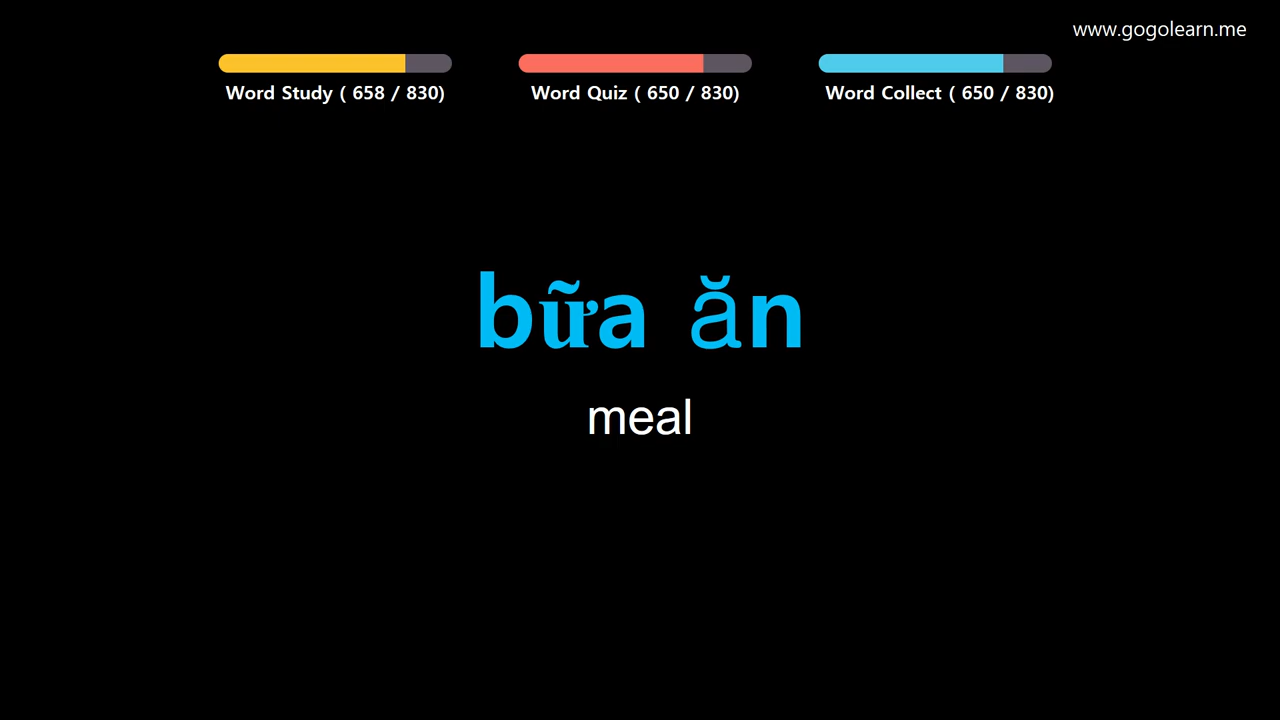 www.gogolearn.me
Word Study ( 658 / 830)
Word Quiz ( 650 / 830)
Word Collect ( 650 / 830)
bữa ăn
meal